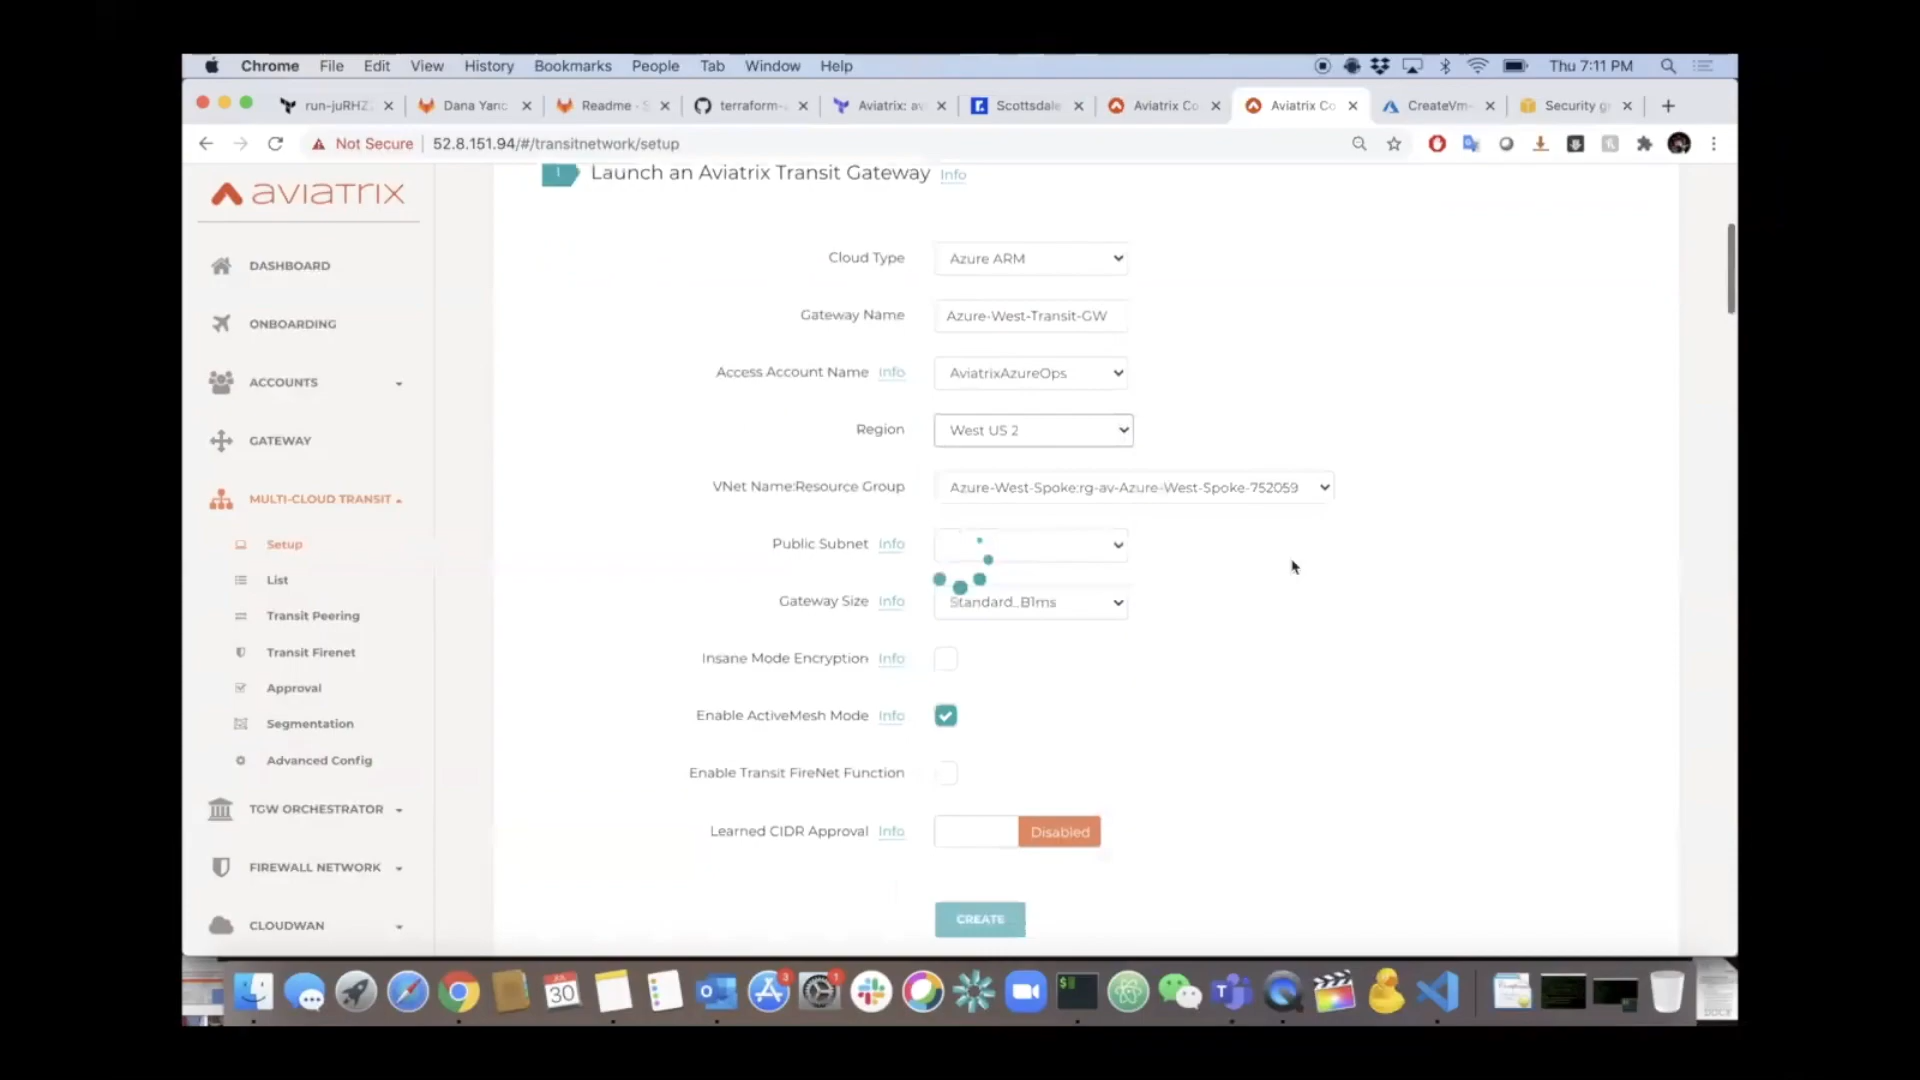 Chrome File Edit View History Bookmarks People Tab Window Help Thu 7:11 PM
run-juRHZ Dana Yanc Readme - S terraform-a Aviatrix: av Scottsdale Aviatrix Co Aviatrix Co CreateVm- Security g
Not Secure 52.8.151.94/#/transitnetwork/setup
1 Launch an Aviatrix Transit Gateway Info
aviatrix
DASHBOARD
ONBOARDING
ACCOUNTS
GATEWAY
MULTI-CLOUD TRANSIT
Setup
List
Transit Peering
Transit Firenet
Approval
Segmentation
Advanced Config
TGW ORCHESTRATOR
FIREWALL NETWORK
CLOUDWAN
Cloud Type Azure ARM
Gateway Name Azure-West-Transit-GW
Access Account Name Info AviatrixAzureOps
Region West US 2
VNet Name:Resource Group Azure-West-Spoke:rg-av-Azure-West-Spoke-752059
Public Subnet Info
Gateway Size Info Standard_B1ms
Insane Mode Encryption Info
Enable ActiveMesh Mode Info
Enable Transit FireNet Function
Learned CIDR Approval Info Disabled
CREATE
3 1
JUL
30
DOCX